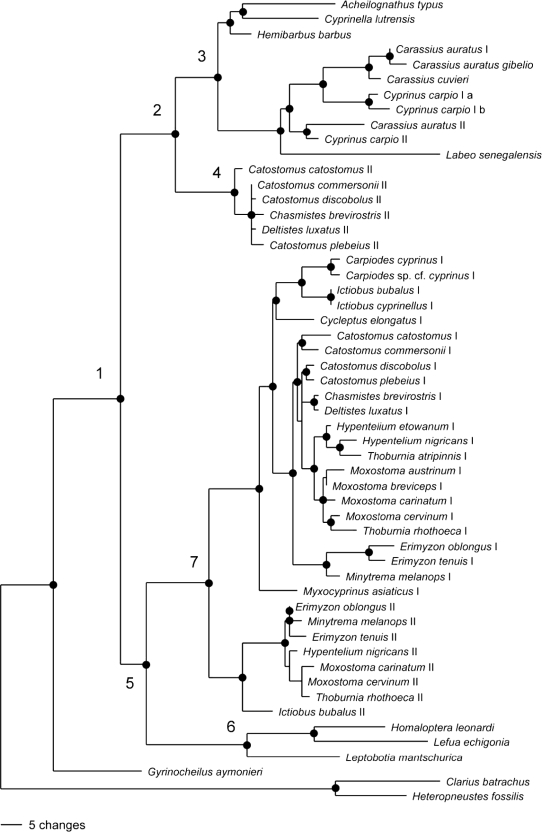 Acheilognathus typus
Cyprinella lutrensis
Hemibarbus barbus
3
Carassius auratus I
Carassius auratus gibelio
Carassius cuvieri
Cyprinus carpio I a
Cyprinus carpio I b
2
Carassius auratus II
Cyprinus carpio II
Labeo senegalensis
4
Catostomus catostomus II
Catostomus commersonii II
Catostomus discobolus II
Chasmistes brevirostris II
Deltistes luxatus II
Catostomus plebeius II
Carpiodes cyprinus I
Carpiodes sp. cf. cyprinus I
Ictiobus bubalus I
Ictiobus cyprinellus I
Cycleptus elongatus I
Catostomus catostomus I
Catostomus commersonii I
Catostomus discobolus I
1
Catostomus plebeius I
Chasmistes brevirostris I
Deltistes luxatus I
Hypentelium etowanum I
Hypentelium nigricans I
Thoburnia atripinnis I
Moxostoma austrinum I
Moxostoma breviceps I
Moxostoma carinatum I
Moxostoma cervinum I
Thoburnia rhothoeca I
Erimyzon oblongus I
7
Erimyzon tenuis I
Minytrema melanops I
Myxocyprinus asiaticus I
Erimyzon oblongus II
Minytrema melanops II
Erimyzon tenuis II
Hypentelium nigricans II
Moxostoma carinatum II
5
Moxostoma cervinum II
Thoburnia rhothoeca II
Ictiobus bubalus II
6
Homaloptera leonardi
Lefua echigonia
Leptobotia mantschurica
Gyrinocheilus aymonieri
Clarius batrachus
Heteropneustes fossilis
5 changes